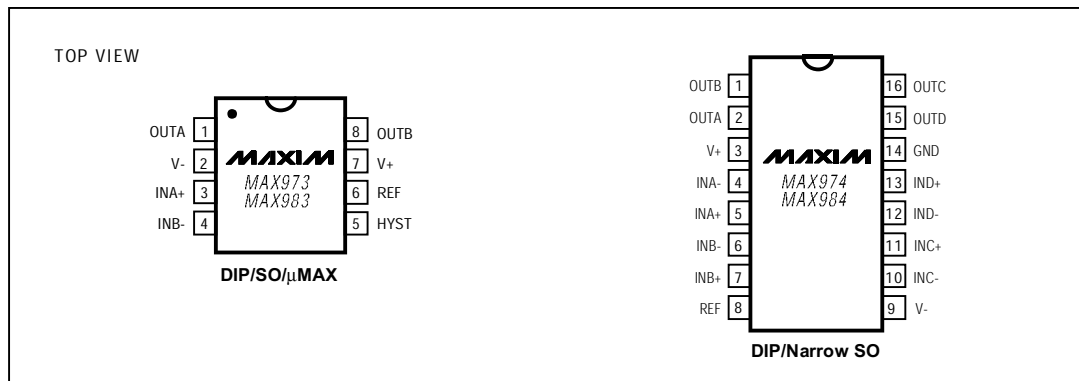 TOP VIEW
OUTA 1
V- 2
INA+ 3
INB- 4
MAXIM
MAX973
MAX983
8 OUTB
7 V+
6 REF
5 HYST
DIP/SO/µMAX
OUTB 1
OUTA 2
V+ 3
INA- 4
INA+ 5
INB- 6
INB+ 7
REF 8
MAXIM
MAX974
MAX984
16 OUTC
15 OUTD
14 GND
13 IND+
12 IND-
11 INC+
10 INC-
9 V-
DIP/Narrow SO